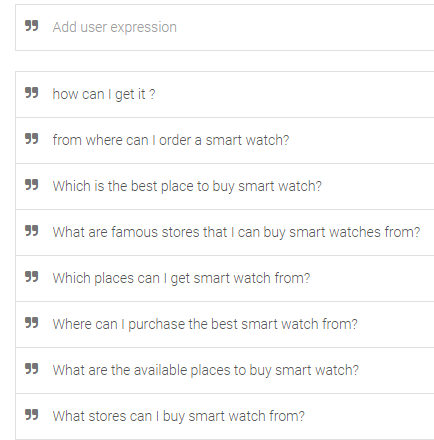 Add user expression
how can I get it ?
from where can I order a smart watch?
Which is the best place to buy smart watch?
What are famous stores that I can buy smart watches from?
Which places can I get smart watch from?
Where can I purchase the best smart watch from?
What are the available places to buy smart watch?
What stores can I buy smart watch from?